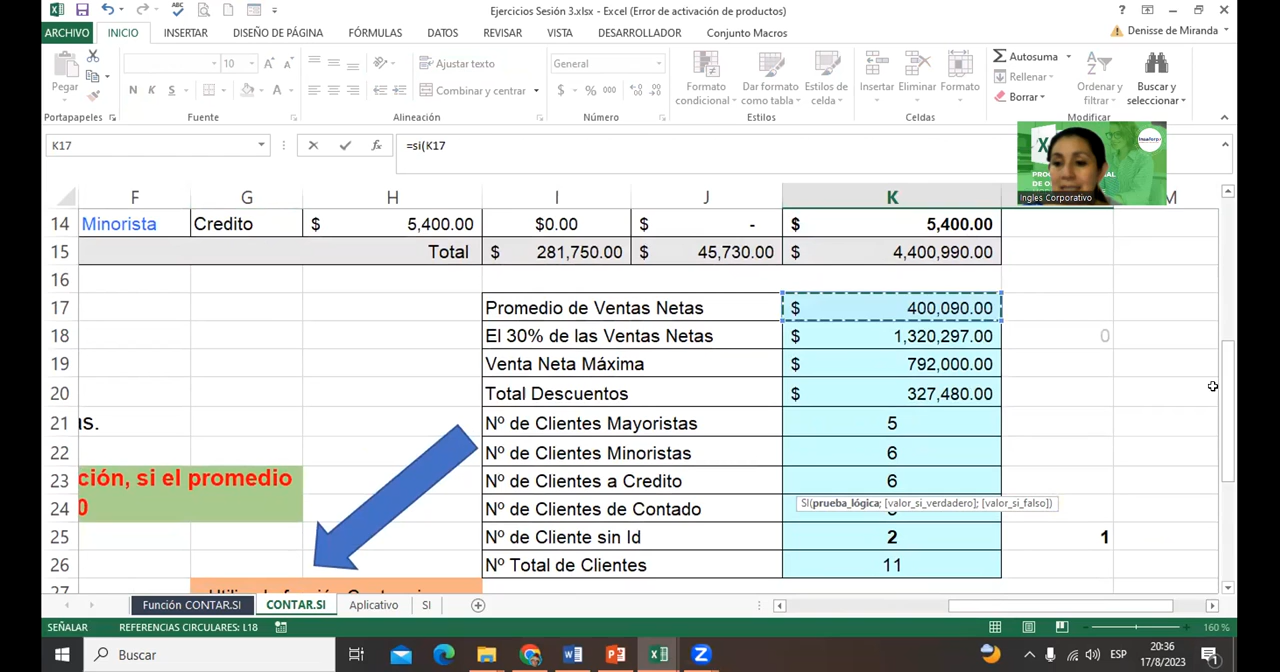 Ejercicios Sesión 3.xlsx - Excel (Error de activación de productos)
ARCHIVO INICIO INSERTAR DISEÑO DE PÁGINA FÓRMULAS DATOS REVISAR VISTA DESARROLLADOR Conjunto Macros
Denisse de Miranda
Pegar
10
N K S
Ajustar texto
Combinar y centrar
General
$ % 000
Formato condicional
Dar formato como tabla
Estilos de celda
Insertar Eliminar Formato
Autosuma
Rellenar
Borrar
Ordenar y filtrar
Buscar y seleccionar
Portapapeles Fuente Alineación Número Estilos Celdas Modificar
K17
=si(K17
Ingles Corporativo
F G H I J K M
14 Minorista Credito $ 5,400.00 $0.00 $ - $ 5,400.00
15 Total $ 281,750.00 $ 45,730.00 $ 4,400,990.00
16
17 Promedio de Ventas Netas $ 400,090.00
18 El 30% de las Ventas Netas $ 1,320,297.00 0
19 Venta Neta Máxima $ 792,000.00
20 Total Descuentos $ 327,480.00
21 Nº de Clientes Mayoristas 5
22 Nº de Clientes Minoristas 6
23 ción, si el promedio Nº de Clientes a Credito 6
SI(prueba_lógica; [valor_si_verdadero]; [valor_si_falso])
24 0 Nº de Clientes de Contado
25 Nº de Cliente sin Id 2 1
26 Nº Total de Clientes 11
27
Función CONTAR.SI CONTAR.SI Aplicativo SI
SEÑALAR REFERENCIAS CIRCULARES: L18 160 %
Buscar
ESP
20:36
17/8/2023